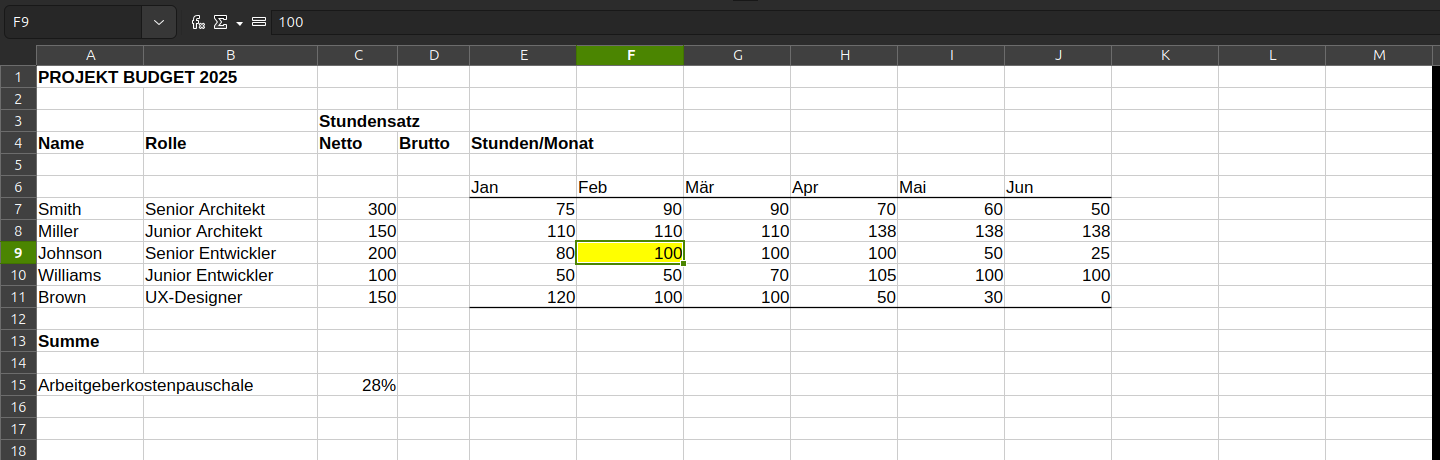 F9 100
A B C D E F G H I J K L M
1 PROJEKT BUDGET 2025
2
3 Stundensatz
4 Name Rolle Netto Brutto Stunden/Monat
5
6 Jan Feb Mär Apr Mai Jun
7 Smith Senior Architekt 300 75 90 90 70 60 50
8 Miller Junior Architekt 150 110 110 110 138 138 138
9 Johnson Senior Entwickler 200 80 100 100 100 50 25
10 Williams Junior Entwickler 100 50 50 70 105 100 100
11 Brown UX-Designer 150 120 100 100 50 30 0
12
13 Summe
14
15 Arbeitgeberkostenpauschale 28%
16
17
18